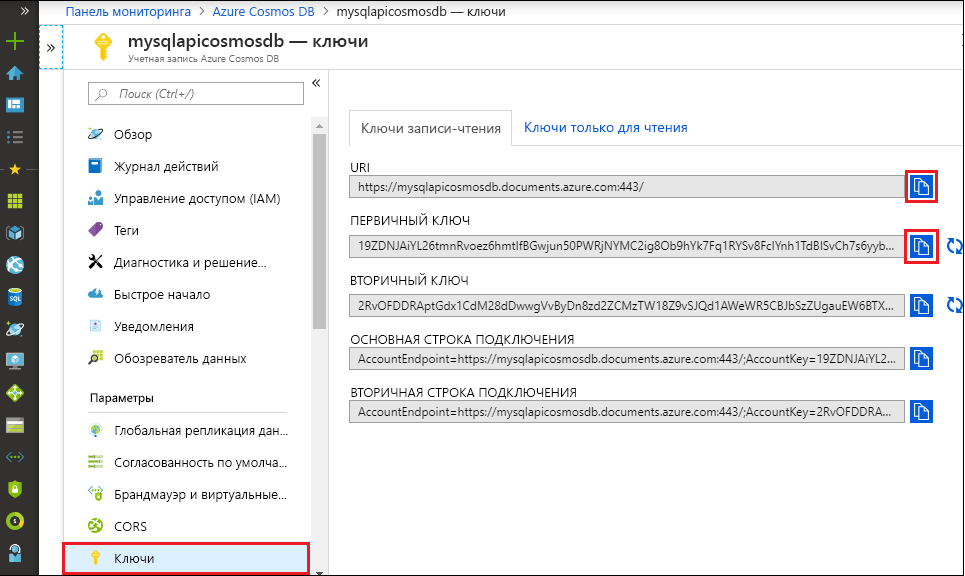 Панель мониторинга > Azure Cosmos DB > mysqlapicosmosdb — ключи
mysqlapicosmosdb — ключи
Учетная запись Azure Cosmos DB
Поиск (Ctrl+/)
Обзор
Журнал действий
Управление доступом (IAM)
Теги
Диагностика и решение...
Быстрое начало
Уведомления
Обозреватель данных
Параметры
Глобальная репликация дан...
Согласованность по умолча...
Брандмауэр и виртуальные...
CORS
Ключи
Ключи записи-чтения
Ключи только для чтения
URI
https://mysqlapicosmosdb.documents.azure.com:443/
ПЕРВИЧНЫЙ КЛЮЧ
19ZDNJAiYL26tmnRvoez6hmtIfBGwjun50PWRjNYMC2ig8Ob9hYk7Fq1RYSv8FcIYnh1TdBISvCh7s6yyb...
ВТОРИЧНЫЙ КЛЮЧ
2RvOFDDRAptGdx1CdM28dDwwgVvByDn8zd2ZCMzTW18Z9vSJQd1AWeWR5CBJbSzZUgauEW6BTX...
ОСНОВНАЯ СТРОКА ПОДКЛЮЧЕНИЯ
AccountEndpoint=https://mysqlapicosmosdb.documents.azure.com:443/;AccountKey=19ZDNJAiYL2...
ВТОРИЧНАЯ СТРОКА ПОДКЛЮЧЕНИЯ
AccountEndpoint=https://mysqlapicosmosdb.documents.azure.com:443/;AccountKey=2RvOFDDRA...